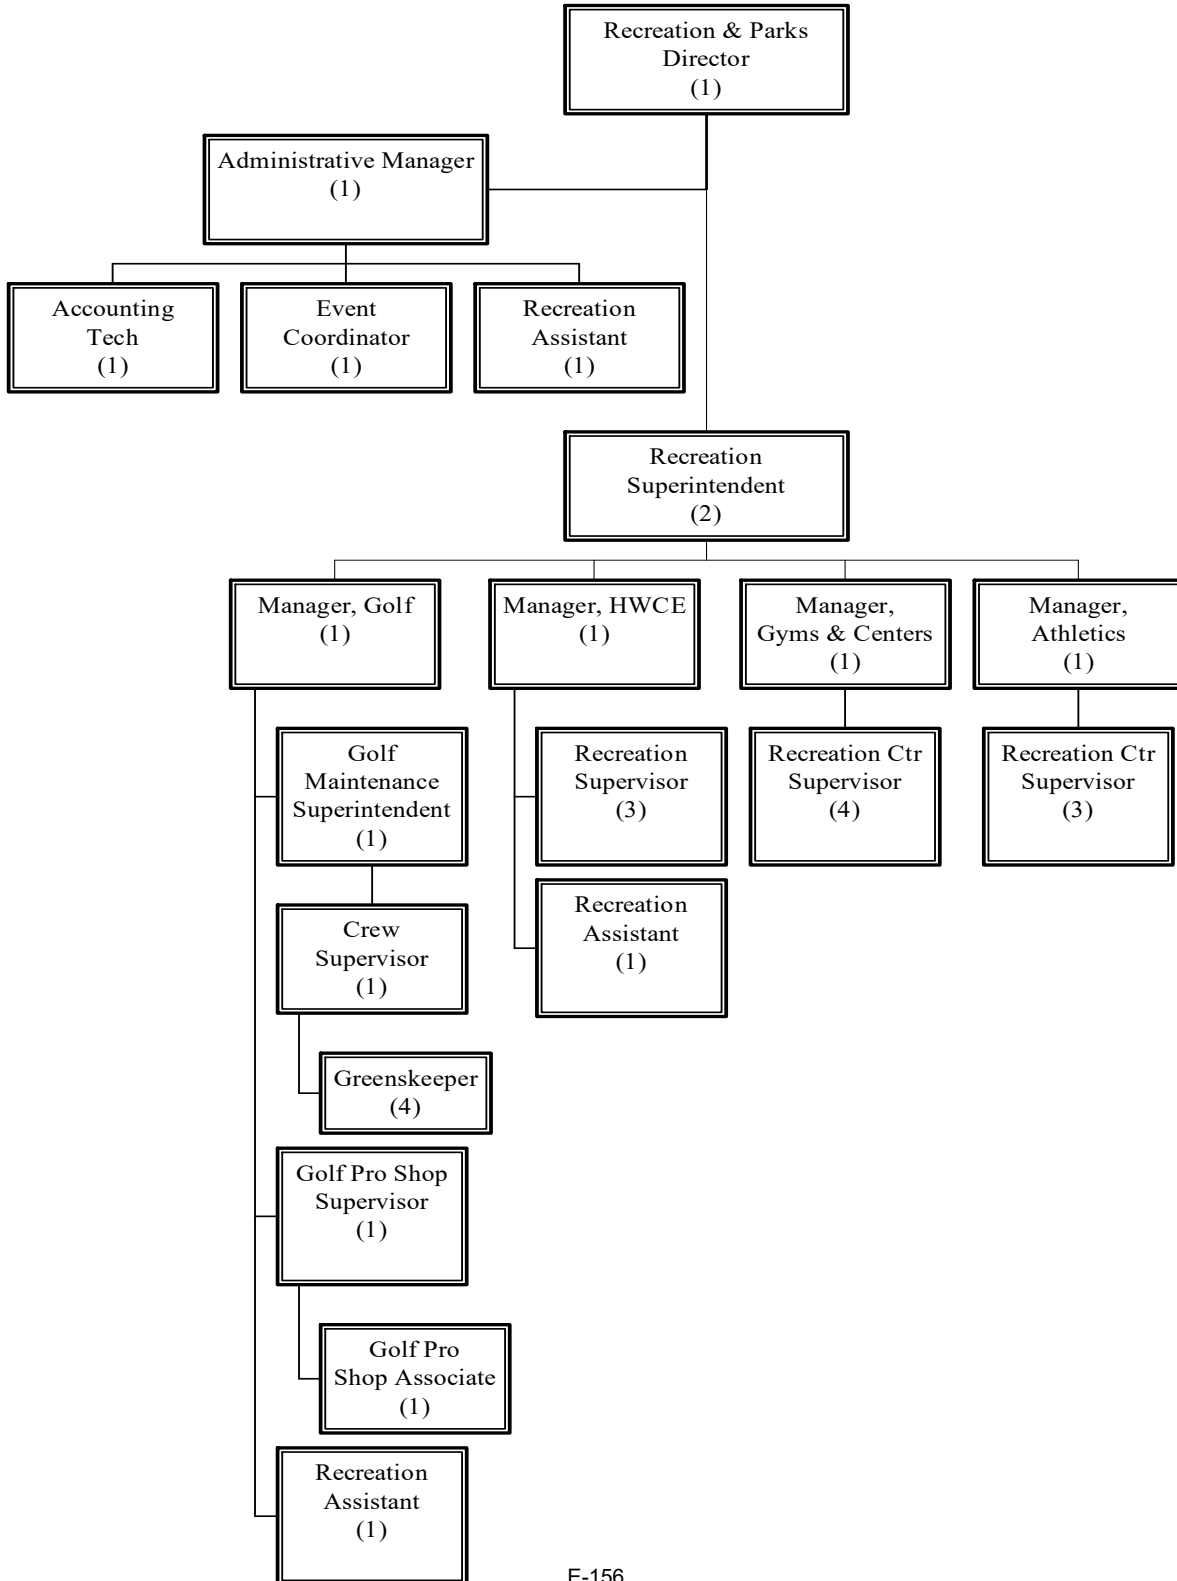 Recreation & Parks
Director
(1)
Administrative Manager
(1)
Accounting
Tech
(1)
Event
Coordinator
(1)
Recreation
Assistant
(1)
Recreation
Superintendent
(2)
Manager, Golf
(1)
Manager, HWCE
(1)
Manager,
Gyms & Centers
(1)
Manager,
Athletics
(1)
Golf
Maintenance
Superintendent
(1)
Recreation
Supervisor
(3)
Recreation Ctr
Supervisor
(4)
Recreation Ctr
Supervisor
(3)
Crew
Supervisor
(1)
Recreation
Assistant
(1)
Greenskeeper
(4)
Golf Pro Shop
Supervisor
(1)
Golf Pro
Shop Associate
(1)
Recreation
Assistant
(1)
E-156